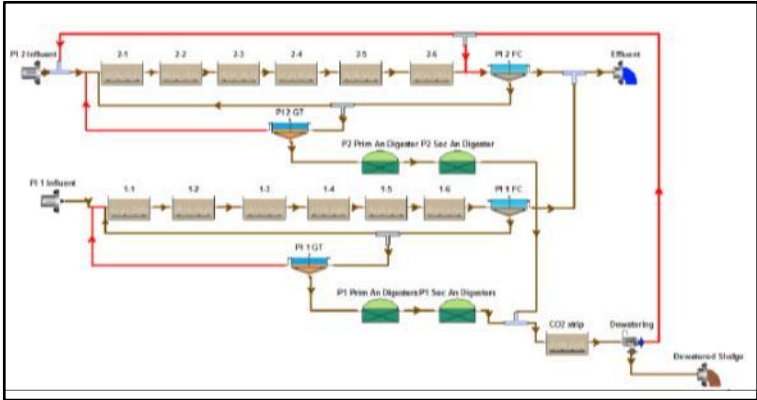 2-1 2-2 2-3 2-4 2-5 2-6 Pl 2 FC Effluent
Pl 2 Influent
Pl 2 GT
P2 Prim An Digester P2 Sec An Digester
Pl 1 Influent 1-1 1-2 1-3 1-4 1-5 1-6 Pl 1 FC
Pl 1 GT
P1 Prim An Digesters P1 Sec An Digesters
CO2 strip Dewatering
Dewatered Sludge